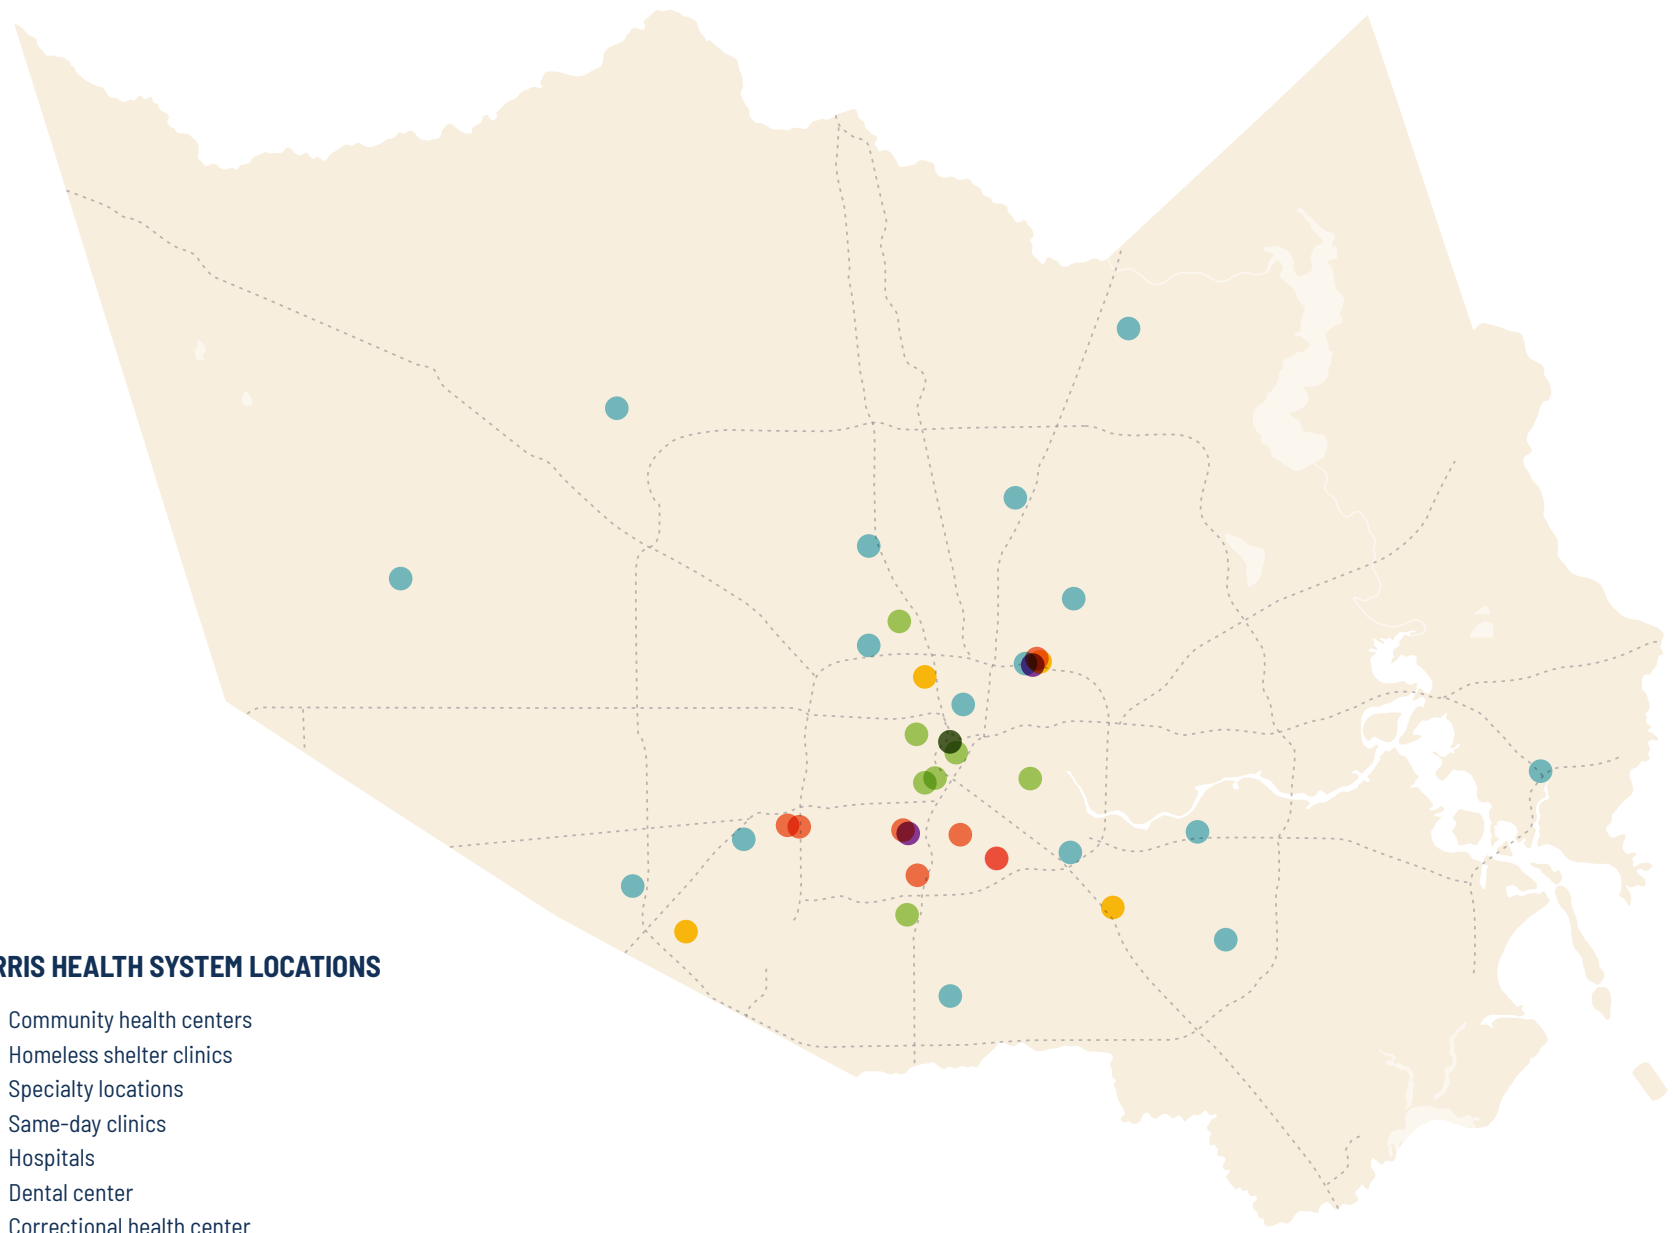 RRIS HEALTH SYSTEM LOCATIONS
Community health centers
Homeless shelter clinics
Specialty locations
Same-day clinics
Hospitals
Dental center
Correctional health center